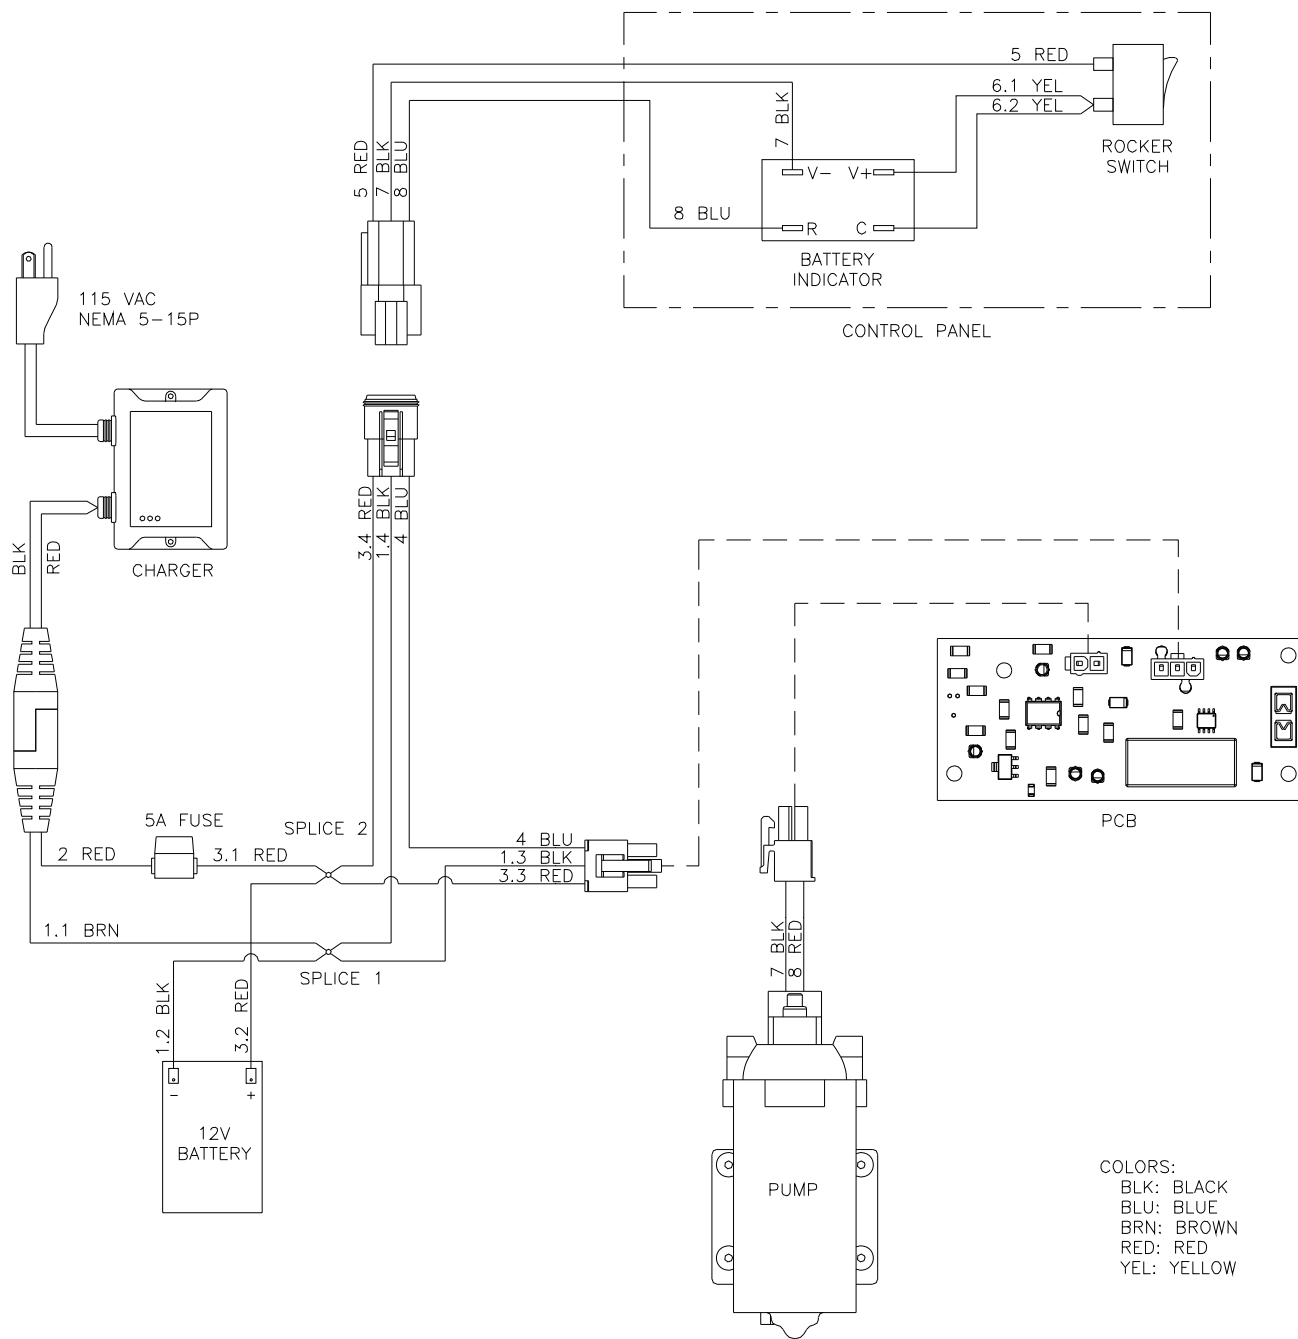 5 RED
6.1 YEL
6.2 YEL
7 BLK
ROCKER
SWITCH
5 RED
7 BLK
8 BLU
V-
V+
8 BLU
R
C
BATTERY
INDICATOR
CONTROL PANEL
115 VAC
NEMA 5-15P
3.4 RED
1.4 BLK
4 BLU
BLK
RED
CHARGER
PCB
5A FUSE
SPLICE 2
2 RED
3.1 RED
4 BLU
1.3 BLK
3.3 RED
1.1 BRN
SPLICE 1
7 BLK
8 RED
1.2 BLK
3.2 RED
-
+
12V
BATTERY
PUMP
COLORS:
BLK: BLACK
BLU: BLUE
BRN: BROWN
RED: RED
YEL: YELLOW